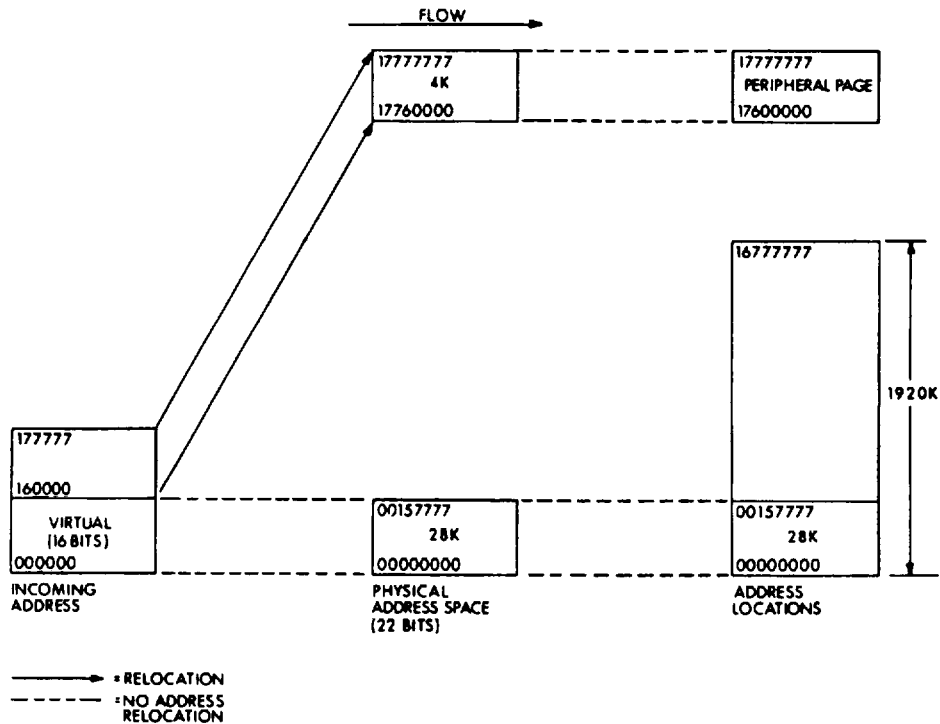 FLOW
17777777
4K
17760000
17777777
PERIPHERAL PAGE
17600000
16777777
1920K
177777
160000
VIRTUAL
(16 BITS)
000000
00157777
28K
00000000
00157777
28K
00000000
INCOMING
ADDRESS
PHYSICAL
ADDRESS SPACE
(22 BITS)
ADDRESS
LOCATIONS
=RELOCATION
=NO ADDRESS
RELOCATION